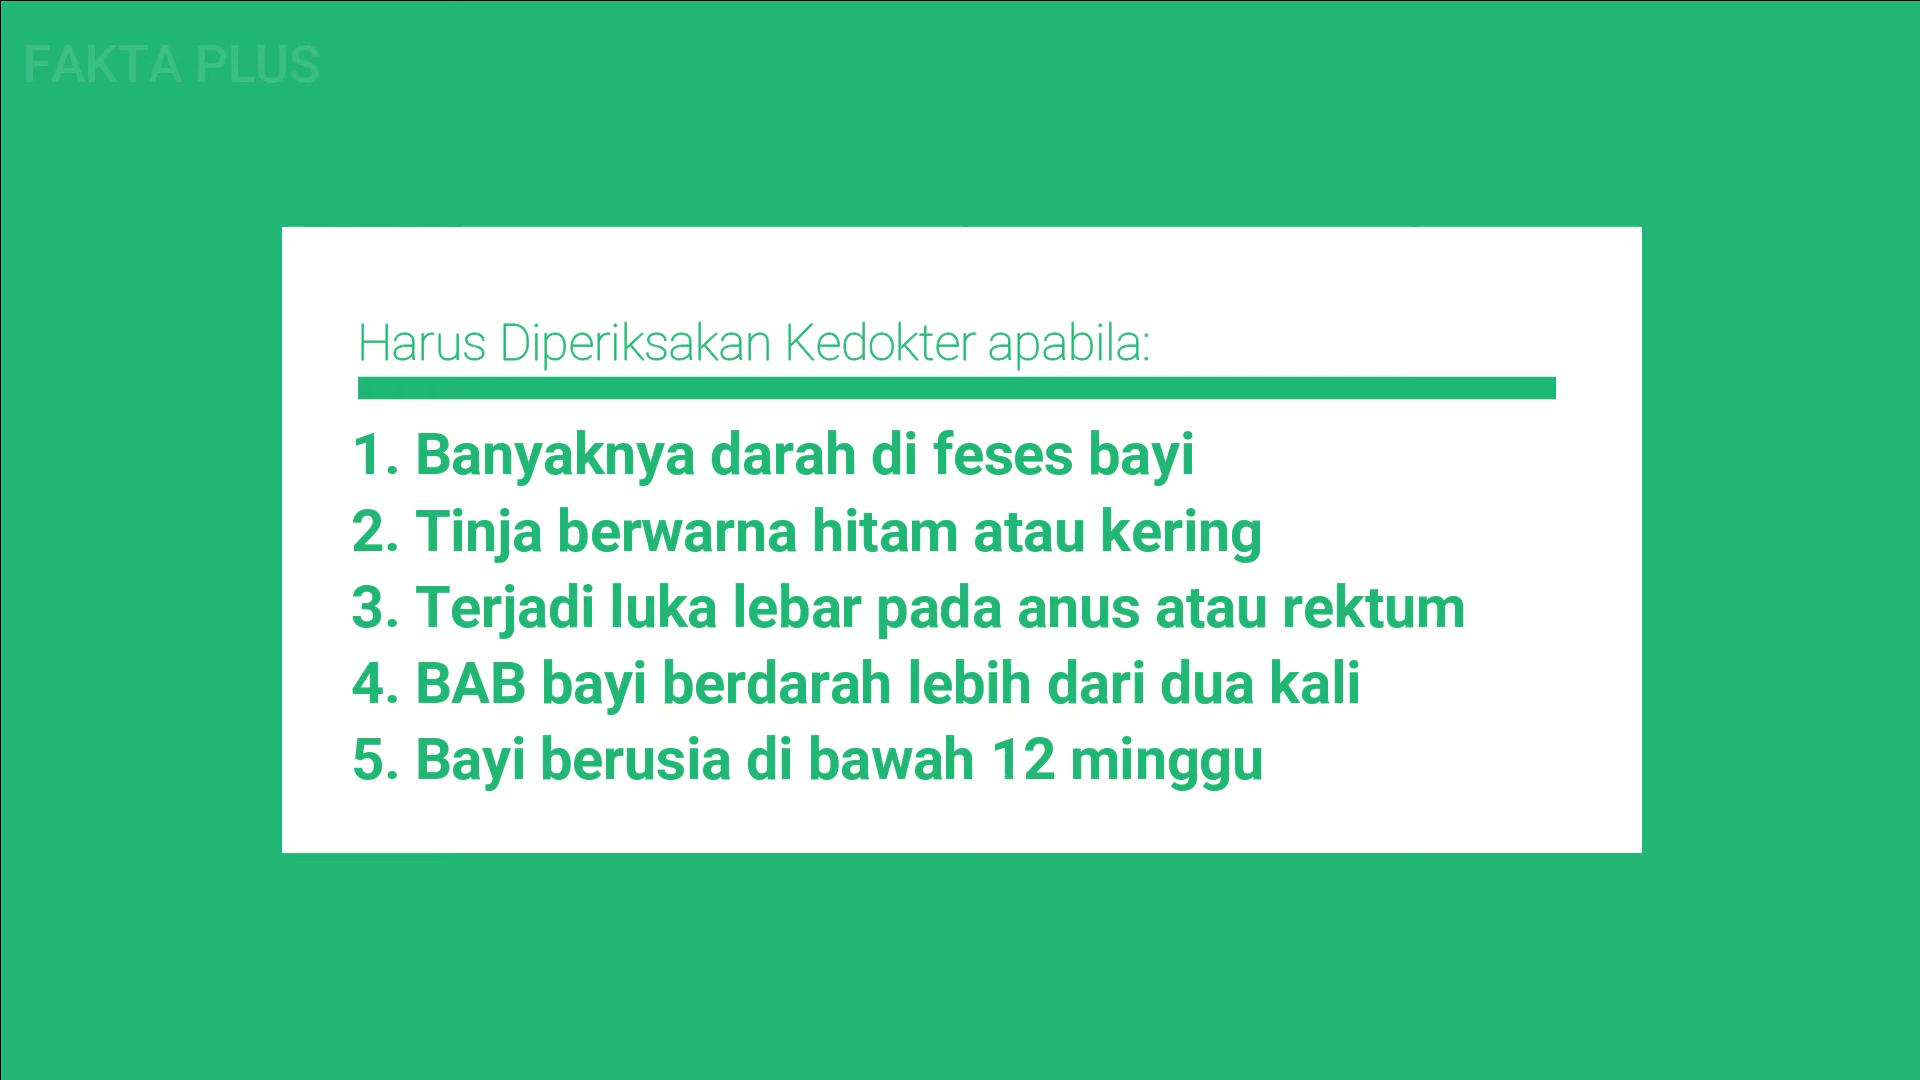 FAKTA PLUS
Harus Diperiksakan Kedokter apabila:
1. Banyaknya darah di feses bayi
2. Tinja berwarna hitam atau kering
3. Terjadi luka lebar pada anus atau rektum
4. BAB bayi berdarah lebih dari dua kali
5. Bayi berusia di bawah 12 minggu